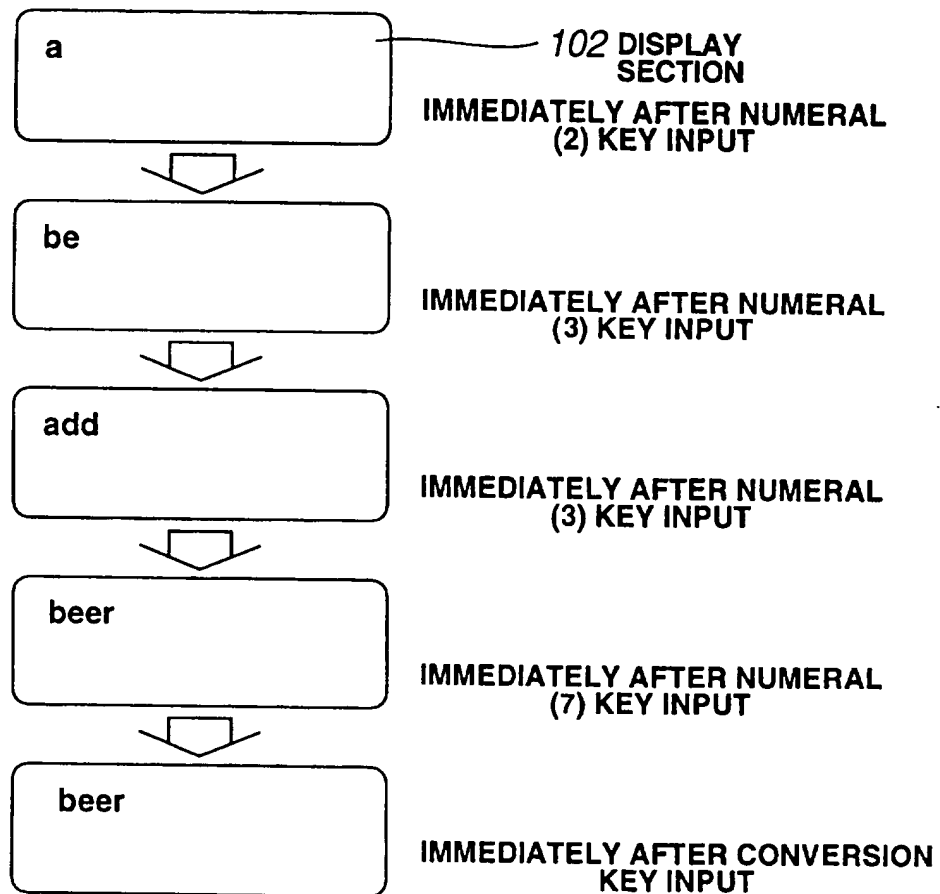 a
102 DISPLAY
SECTION
IMMEDIATELY AFTER NUMERAL
(2) KEY INPUT
be
IMMEDIATELY AFTER NUMERAL
(3) KEY INPUT
add
IMMEDIATELY AFTER NUMERAL
(3) KEY INPUT
beer
IMMEDIATELY AFTER NUMERAL
(7) KEY INPUT
beer
IMMEDIATELY AFTER CONVERSION
KEY INPUT